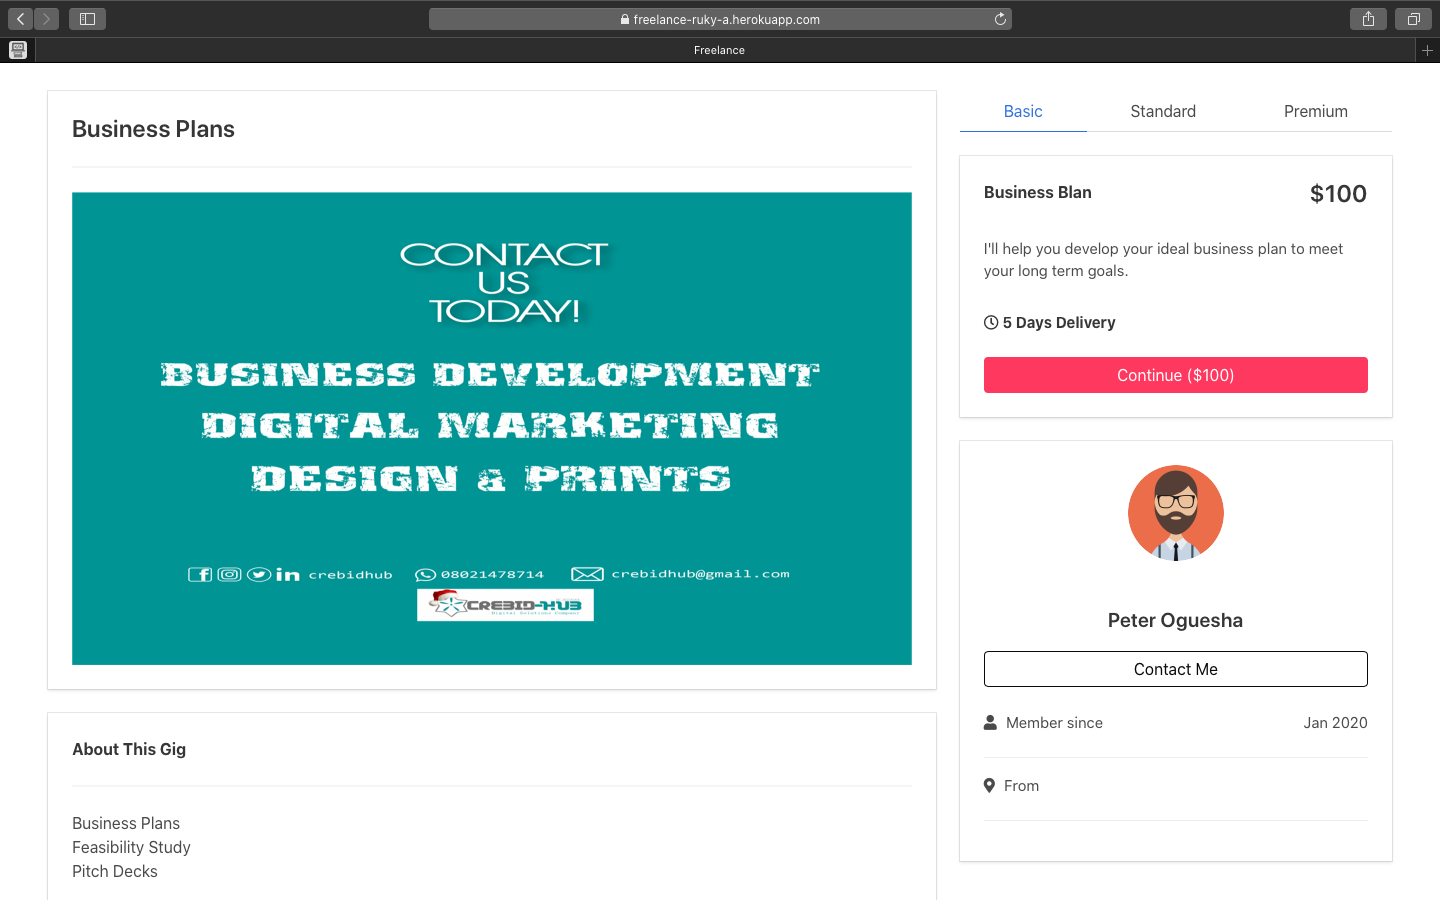 freelance-ruky-a.herokuapp.com
Freelance
Business Plans
CONTACT
US
TODAY!
BUSINESS DEVELOPMENT
DIGITAL MARKETING
DESIGN & PRINTS
crebidhub 08021478714 crebidhub@gmail.com
CREBID-HUB
About This Gig
Business Plans
Feasibility Study
Pitch Decks
Basic Standard Premium
Business Blan $100
I'll help you develop your ideal business plan to meet
your long term goals.
5 Days Delivery
Continue ($100)
Peter Oguesha
Contact Me
Member since Jan 2020
From